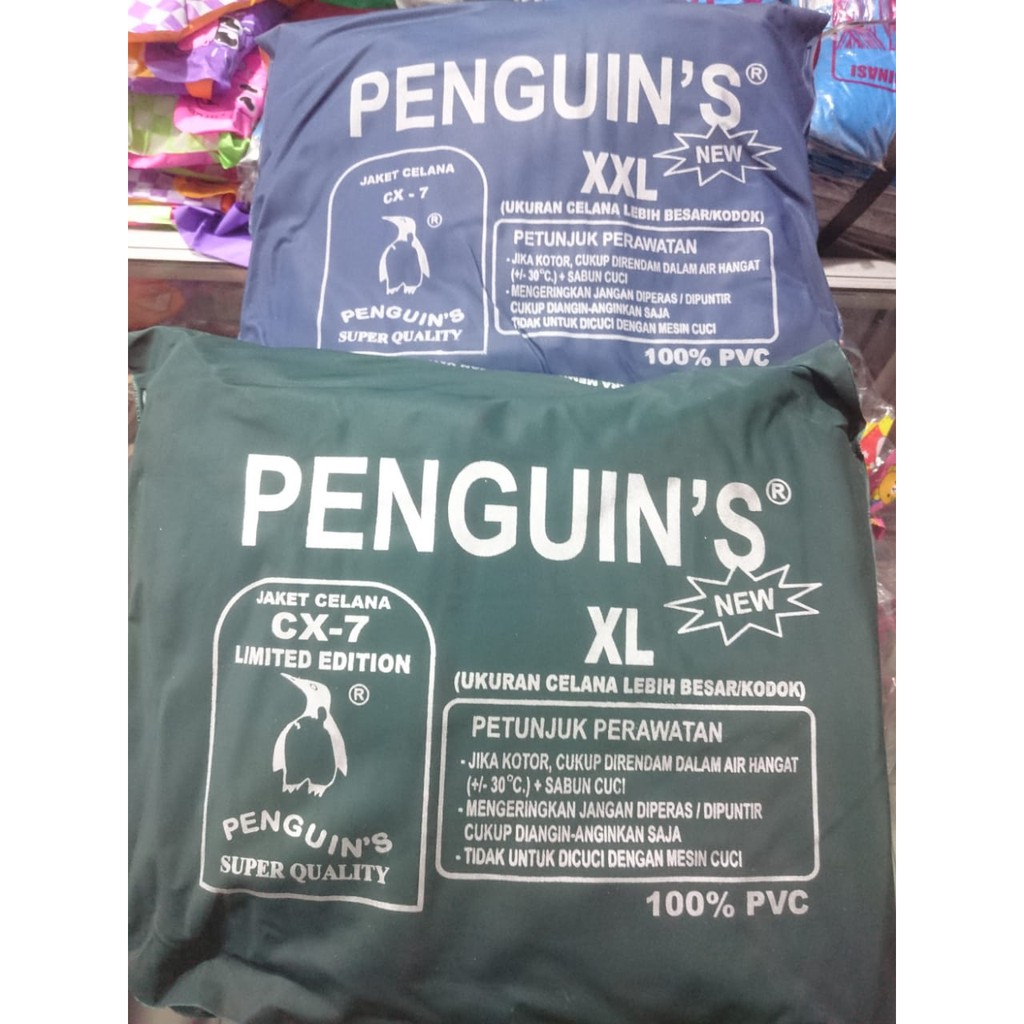 PENGUIN'S®
NEW
XXL
(UKURAN CELANA LEBIH BESAR/KODOK)
JAKET CELANA
CX - 7
®
PENGUIN'S
SUPER QUALITY
PETUNJUK PERAWATAN
- JIKA KOTOR, CUKUP DIRENDAM DALAM AIR HANGAT
(+/- 30°C.) + SABUN CUCI
- MENGERINGKAN JANGAN DIPERAS / DIPUNTIR
CUKUP DIANGIN-ANGINKAN SAJA
TIDAK UNTUK DICUCI DENGAN MESIN CUCI
100% PVC
PENGUIN'S®
NEW
XL
(UKURAN CELANA LEBIH BESAR/KODOK)
JAKET CELANA
CX-7
LIMITED EDITION
®
PENGUIN'S
SUPER QUALITY
PETUNJUK PERAWATAN
- JIKA KOTOR, CUKUP DIRENDAM DALAM AIR HANGAT
(+/- 30°C.) + SABUN CUCI
- MENGERINGKAN JANGAN DIPERAS / DIPUNTIR
CUKUP DIANGIN-ANGINKAN SAJA
- TIDAK UNTUK DICUCI DENGAN MESIN CUCI
100% PVC